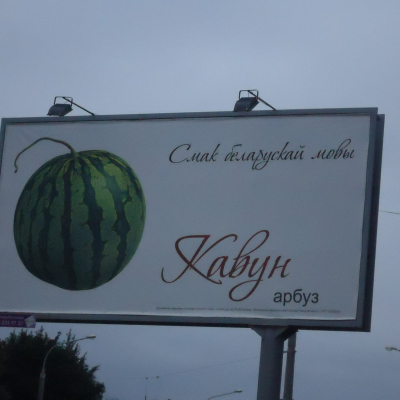 Смак беларускай мовы
Кавун
арбуз